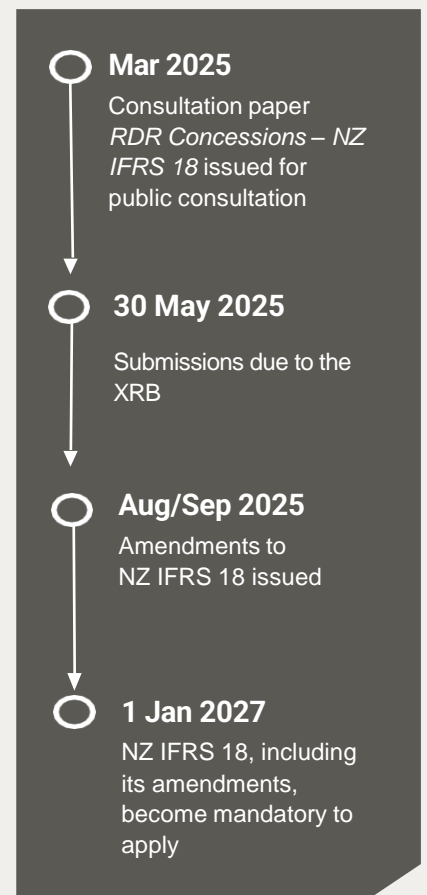 Mar 2025
Consultation paper
RDR Concessions – NZ
IFRS 18 issued for
public consultation
30 May 2025
Submissions due to the
XRB
Aug/Sep 2025
Amendments to
NZ IFRS 18 issued
1 Jan 2027
NZ IFRS 18, including
its amendments,
become mandatory to
apply